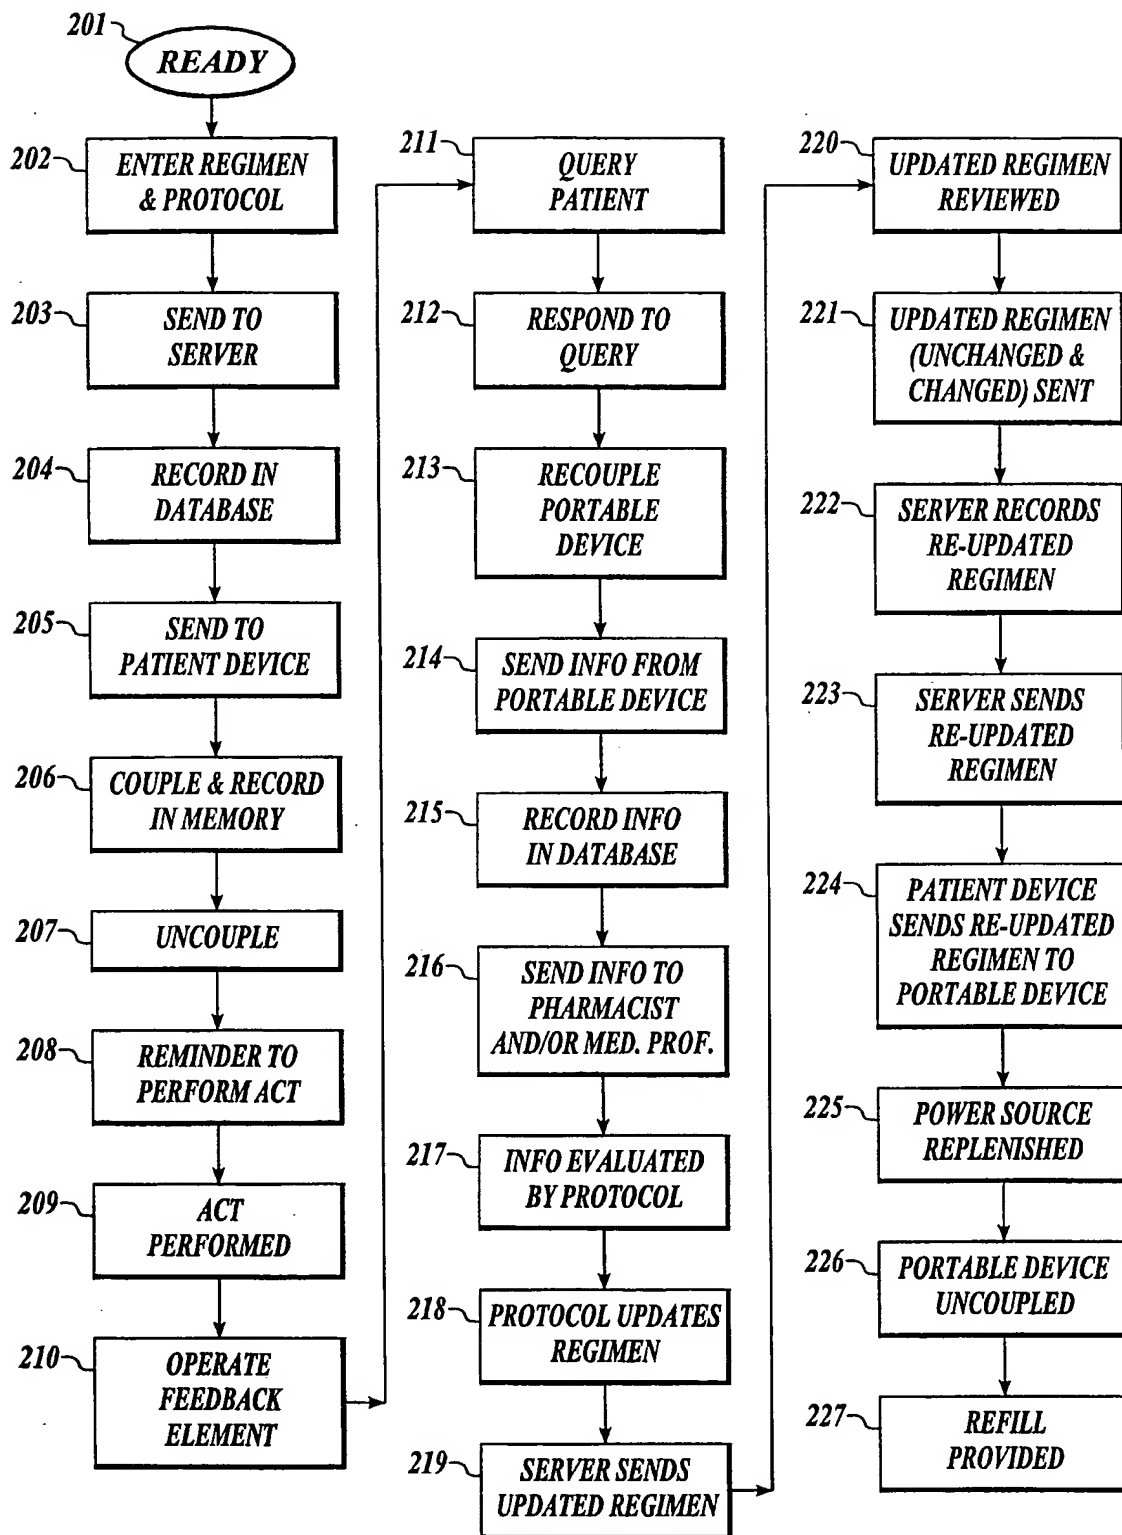 201
READY
202
ENTER REGIMEN
& PROTOCOL
203
SEND TO
SERVER
204
RECORD IN
DATABASE
205
SEND TO
PATIENT DEVICE
206
COUPLE & RECORD
IN MEMORY
207
UNCOUPLE
208
REMINDER TO
PERFORM ACT
209
ACT
PERFORMED
210
OPERATE
FEEDBACK
ELEMENT
211
QUERY
PATIENT
212
RESPOND TO
QUERY
213
RECOUPLE
PORTABLE
DEVICE
214
SEND INFO FROM
PORTABLE DEVICE
215
RECORD INFO
IN DATABASE
216
SEND INFO TO
PHARMACIST
AND/OR MED. PROF.
217
INFO EVALUATED
BY PROTOCOL
218
PROTOCOL UPDATES
REGIMEN
219
SERVER SENDS
UPDATED REGIMEN
220
UPDATED REGIMEN
REVIEWED
221
UPDATED REGIMEN
(UNCHANGED &
CHANGED) SENT
222
SERVER RECORDS
RE-UPDATED
REGIMEN
223
SERVER SENDS
RE-UPDATED
REGIMEN
224
PATIENT DEVICE
SENDS RE-UPDATED
REGIMEN TO
PORTABLE DEVICE
225
POWER SOURCE
REPLENISHED
226
PORTABLE DEVICE
UNCOUPLED
227
REFILL
PROVIDED